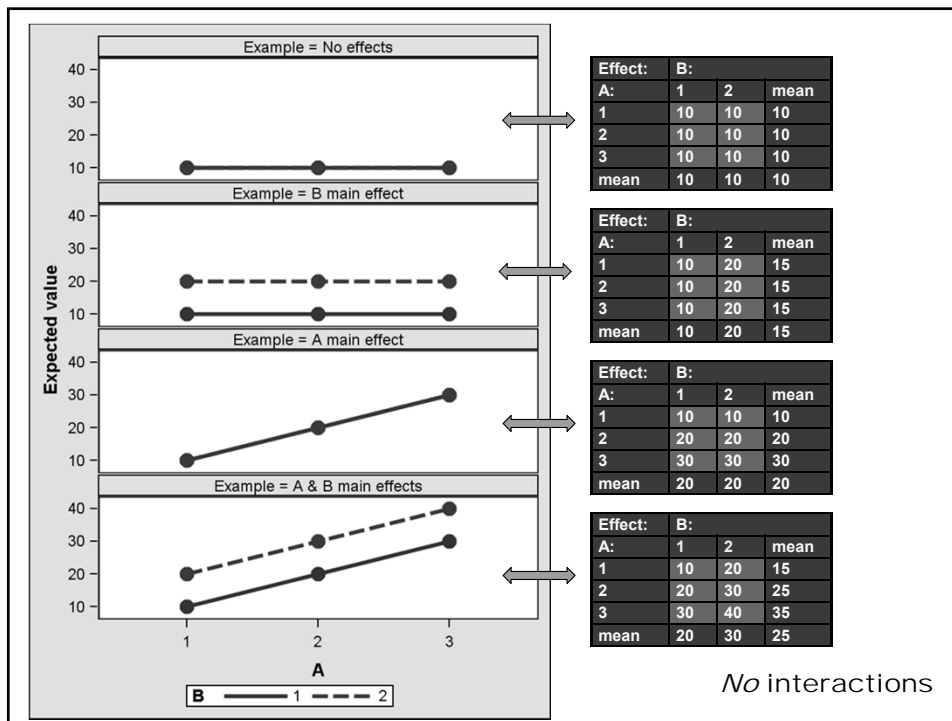 Example = No effects
40
30
20
10
Example = B main effect
40
30
20
10
Example = A main effect
40
30
20
10
Example = A & B main effects
40
30
20
10
Expected value
1 2 3
A
B 1 2
Effect: B:
A: 1 2 mean
1 10 10 10
2 10 10 10
3 10 10 10
mean 10 10 10
Effect: B:
A: 1 2 mean
1 10 20 15
2 10 20 15
3 10 20 15
mean 10 20 15
Effect: B:
A: 1 2 mean
1 10 10 10
2 20 20 20
3 30 30 30
mean 20 20 20
Effect: B:
A: 1 2 mean
1 10 20 15
2 20 30 25
3 30 40 35
mean 20 30 25
No interactions